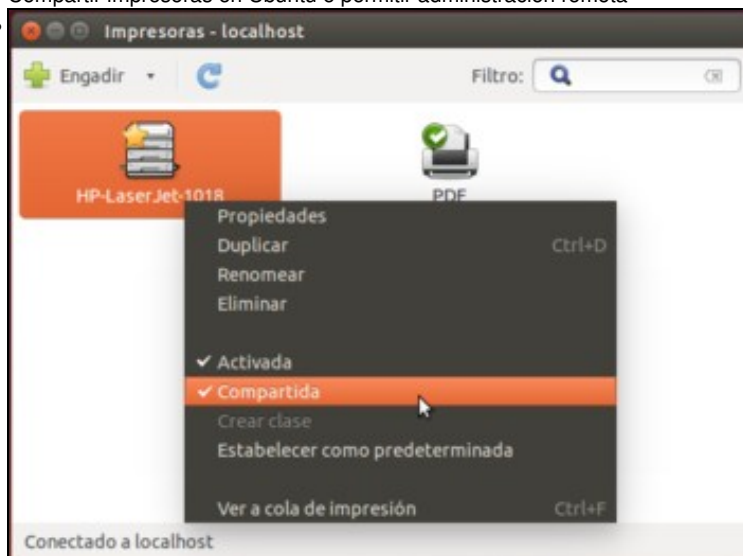 Compartir impresoras en Ubuntu e permitir administración remota
Impresoras - localhost
Engadir
Filtro:
HP-LaserJet-1018
PDF
Propiedades
Duplicar Ctrl+D
Renomear
Eliminar
Activada
Compartida
Crear clase
Estabelecer como predeterminada
Ver a cola de impresión Ctrl+F
Conectado a localhost